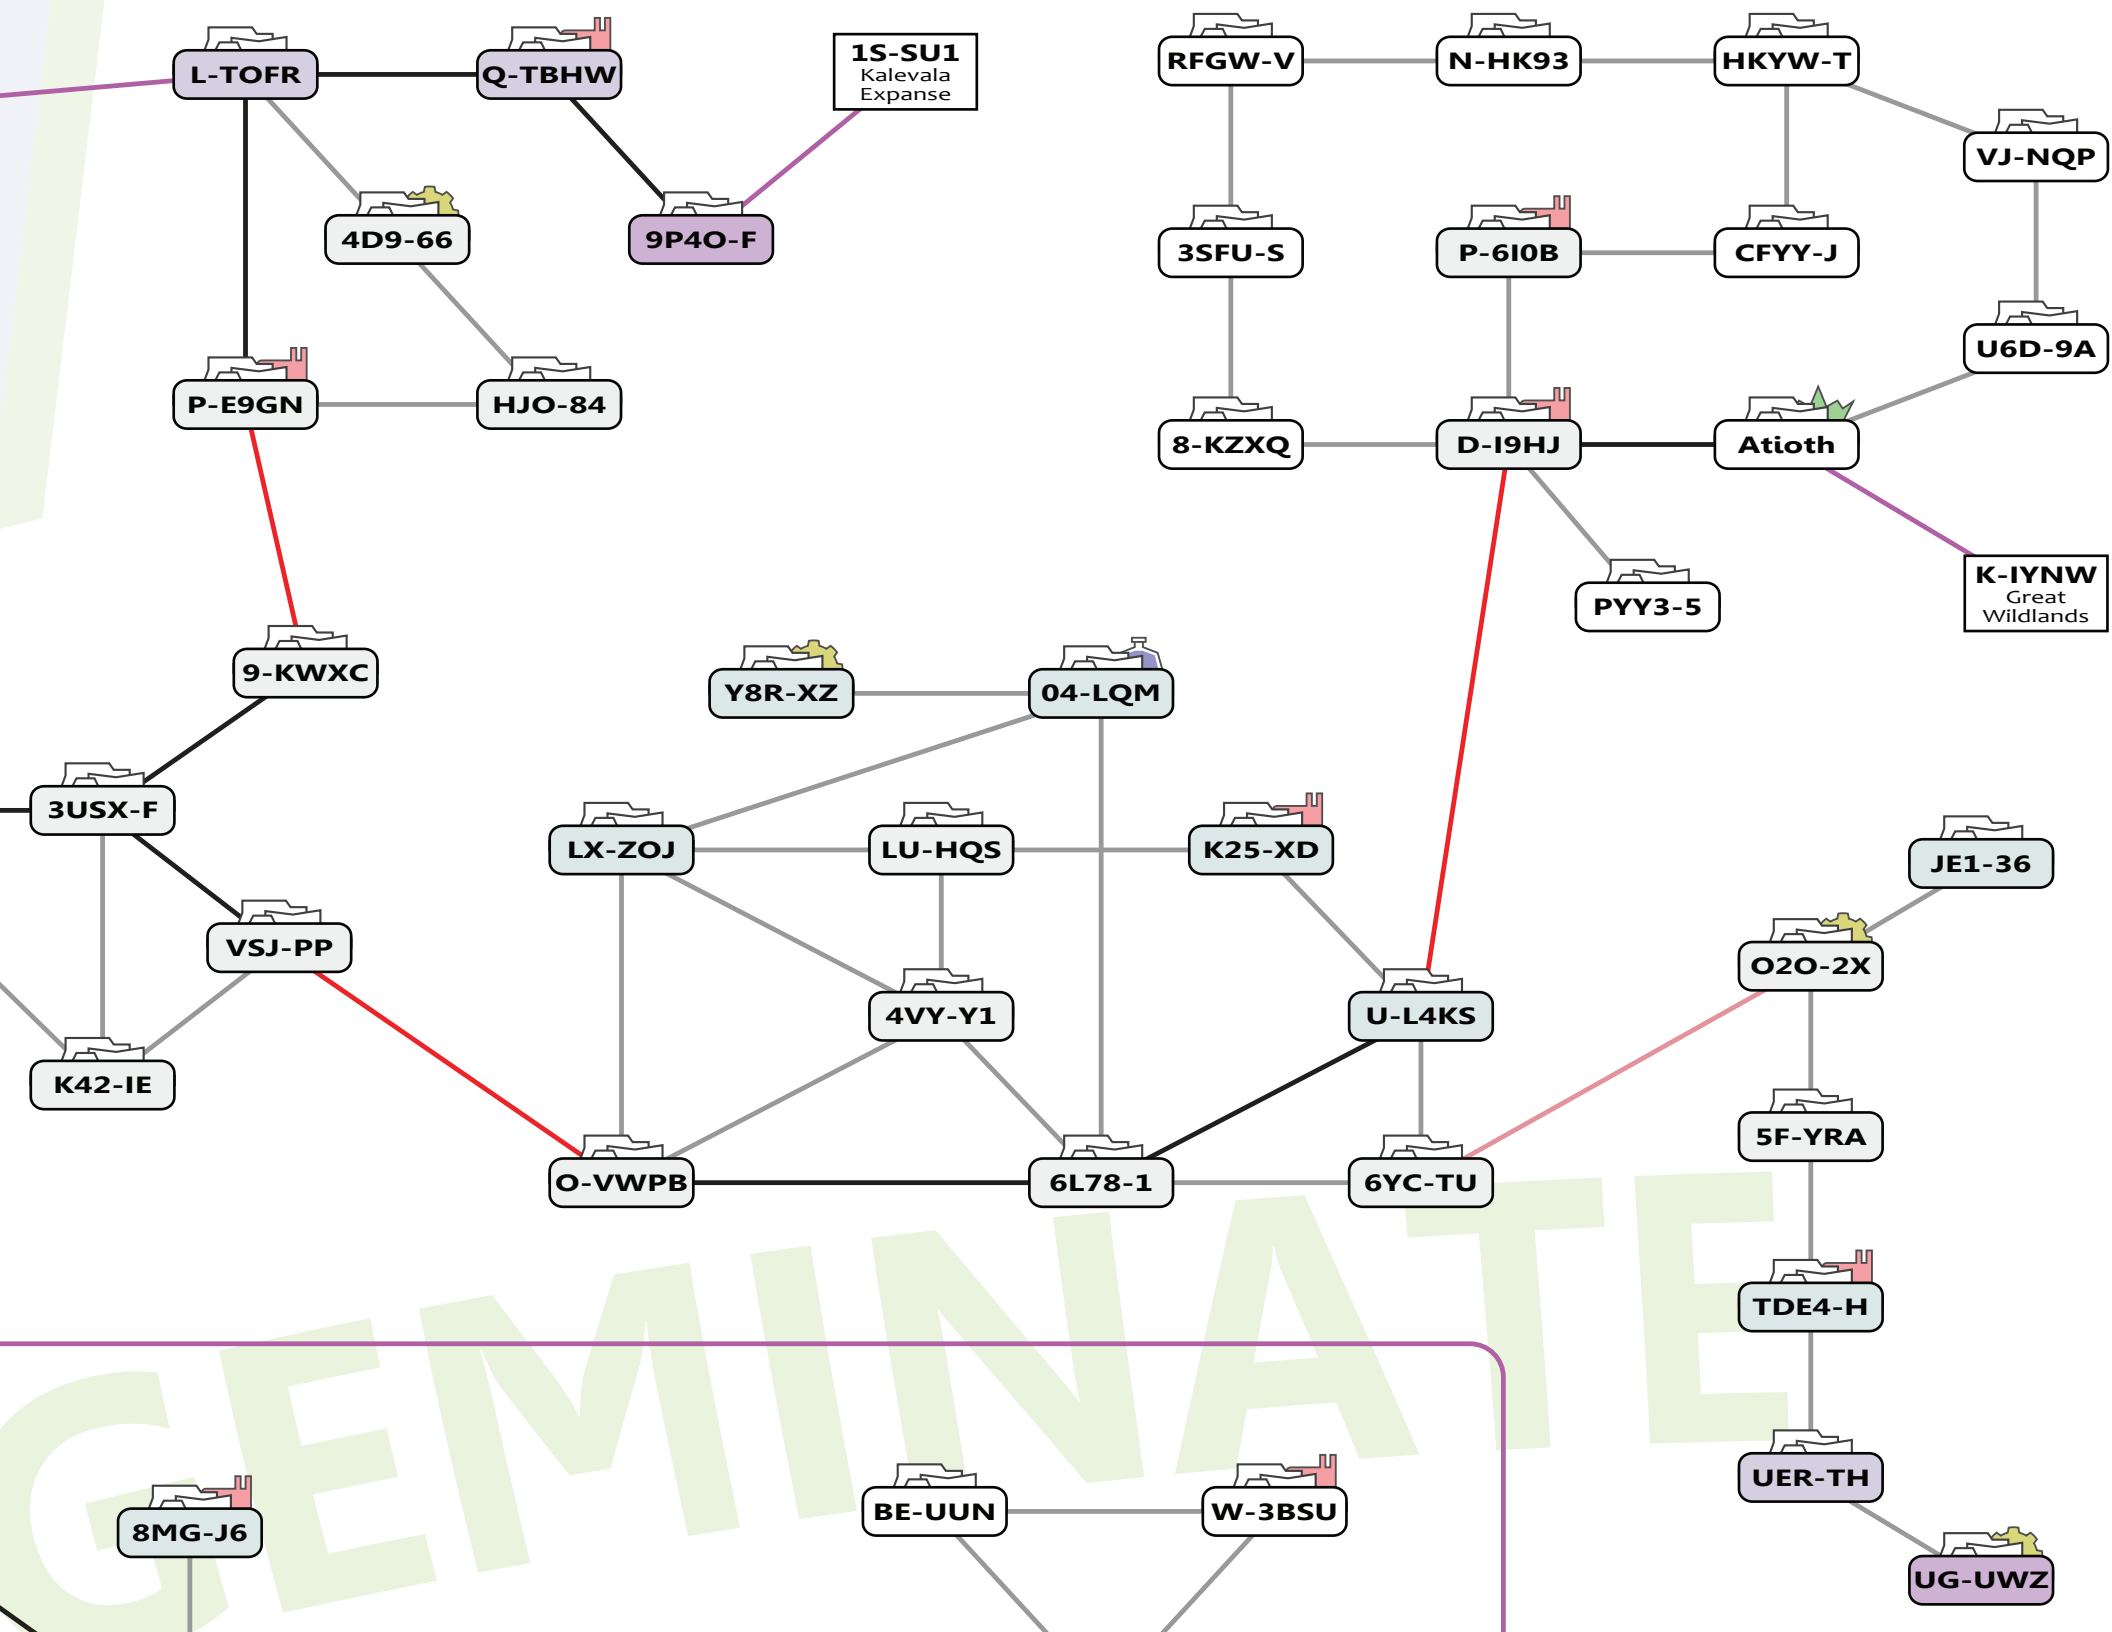 L-TOFR
Q-TBHW
1S-SU1
Kalevala
Expanse
RFGW-V
N-HK93
HKYW-T
VJ-NQP
4D9-66
9P4O-F
3SFU-S
P-6I0B
CFYY-J
U6D-9A
P-E9GN
HJO-84
8-KZXQ
D-I9HJ
Atioth
K-IYNW
Great
Wildlands
PYY3-5
9-KWXC
Y8R-XZ
04-LQM
3USX-F
LX-ZOJ
LU-HQS
K25-XD
JE1-36
VSJ-PP
O2O-2X
4VY-Y1
U-L4KS
K42-IE
5F-YRA
O-VWPB
6L78-1
6YC-TU
TDE4-H
GEMINATE
UER-TH
8MG-J6
BE-UUN
W-3BSU
UG-UWZ